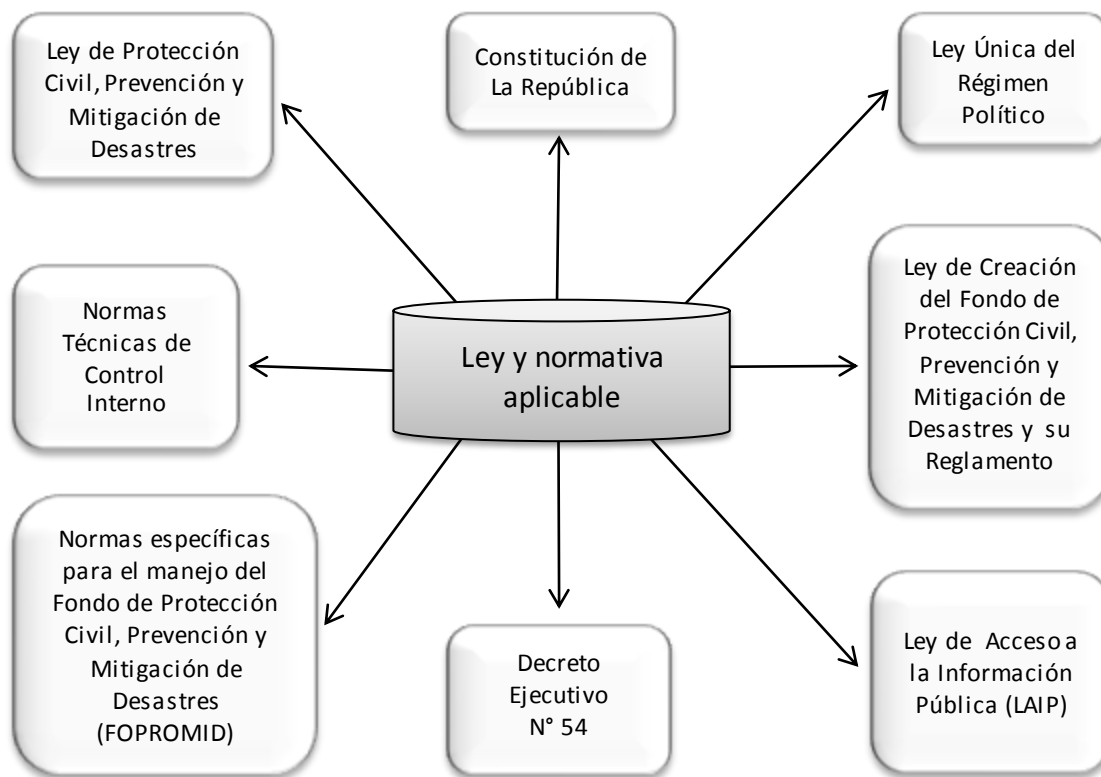 Ley de Protección
Civil, Prevención y
Mitigación de
Desastres
Constitución de
La República
Ley Única del
Régimen
Político
Normas
Técnicas de
Control
Interno
Ley y normativa
aplicable
Ley de Creación
del Fondo de
Protección Civil,
Prevención y
Mitigación de
Desastres y su
Reglamento
Normas específicas
para el manejo del
Fondo de Protección
Civil, Prevención y
Mitigación de
Desastres
(FOPROMID)
Decreto
Ejecutivo
N° 54
Ley de Acceso a
la Información
Pública (LAIP)